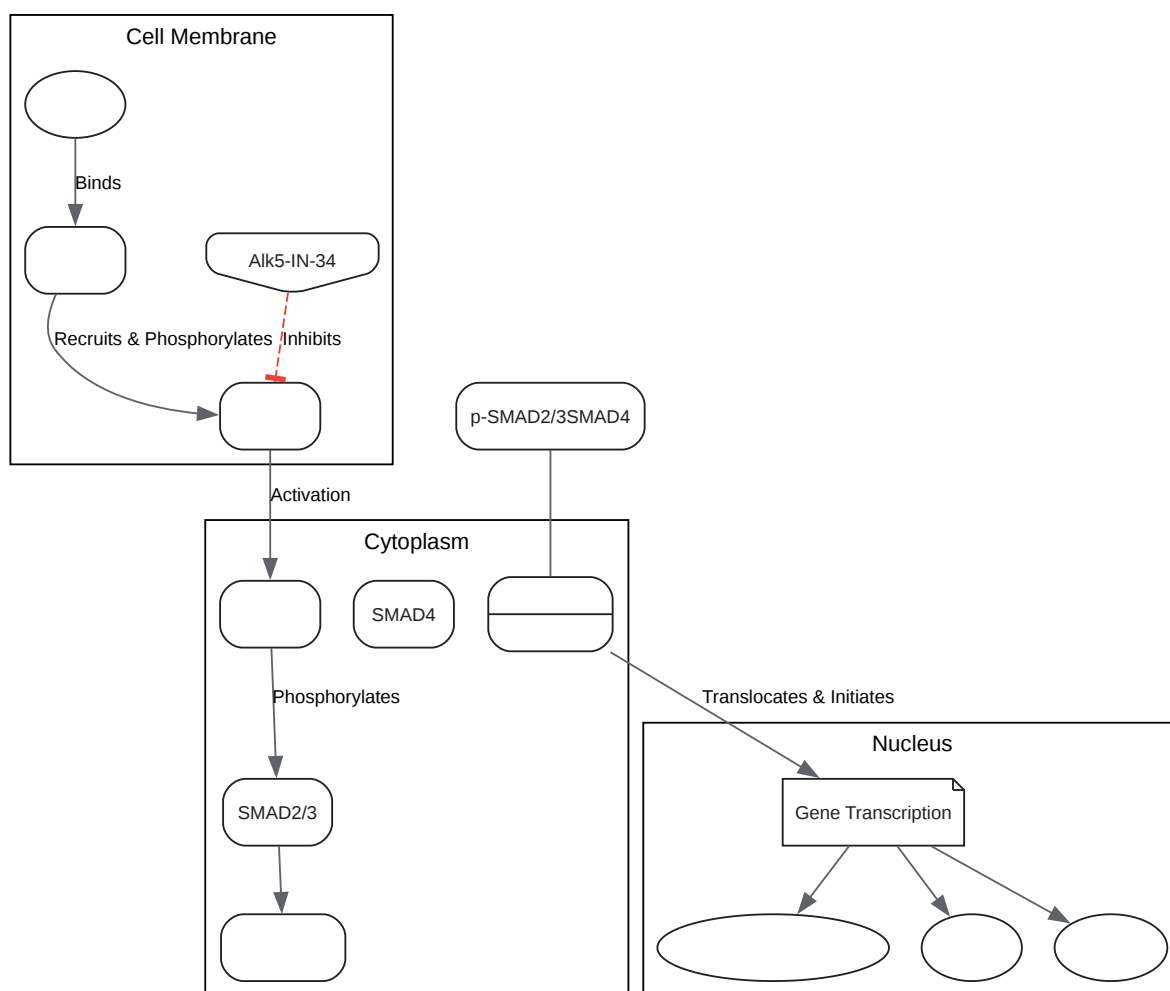 Cell Membrane
Binds
Alk5-IN-34
Recruits & Phosphorylates
Inhibits
p-SMAD2/3SMAD4
Activation
Cytoplasm
SMAD4
Phosphorylates
Translocates & Initiates
Nucleus
SMAD2/3
Gene Transcription